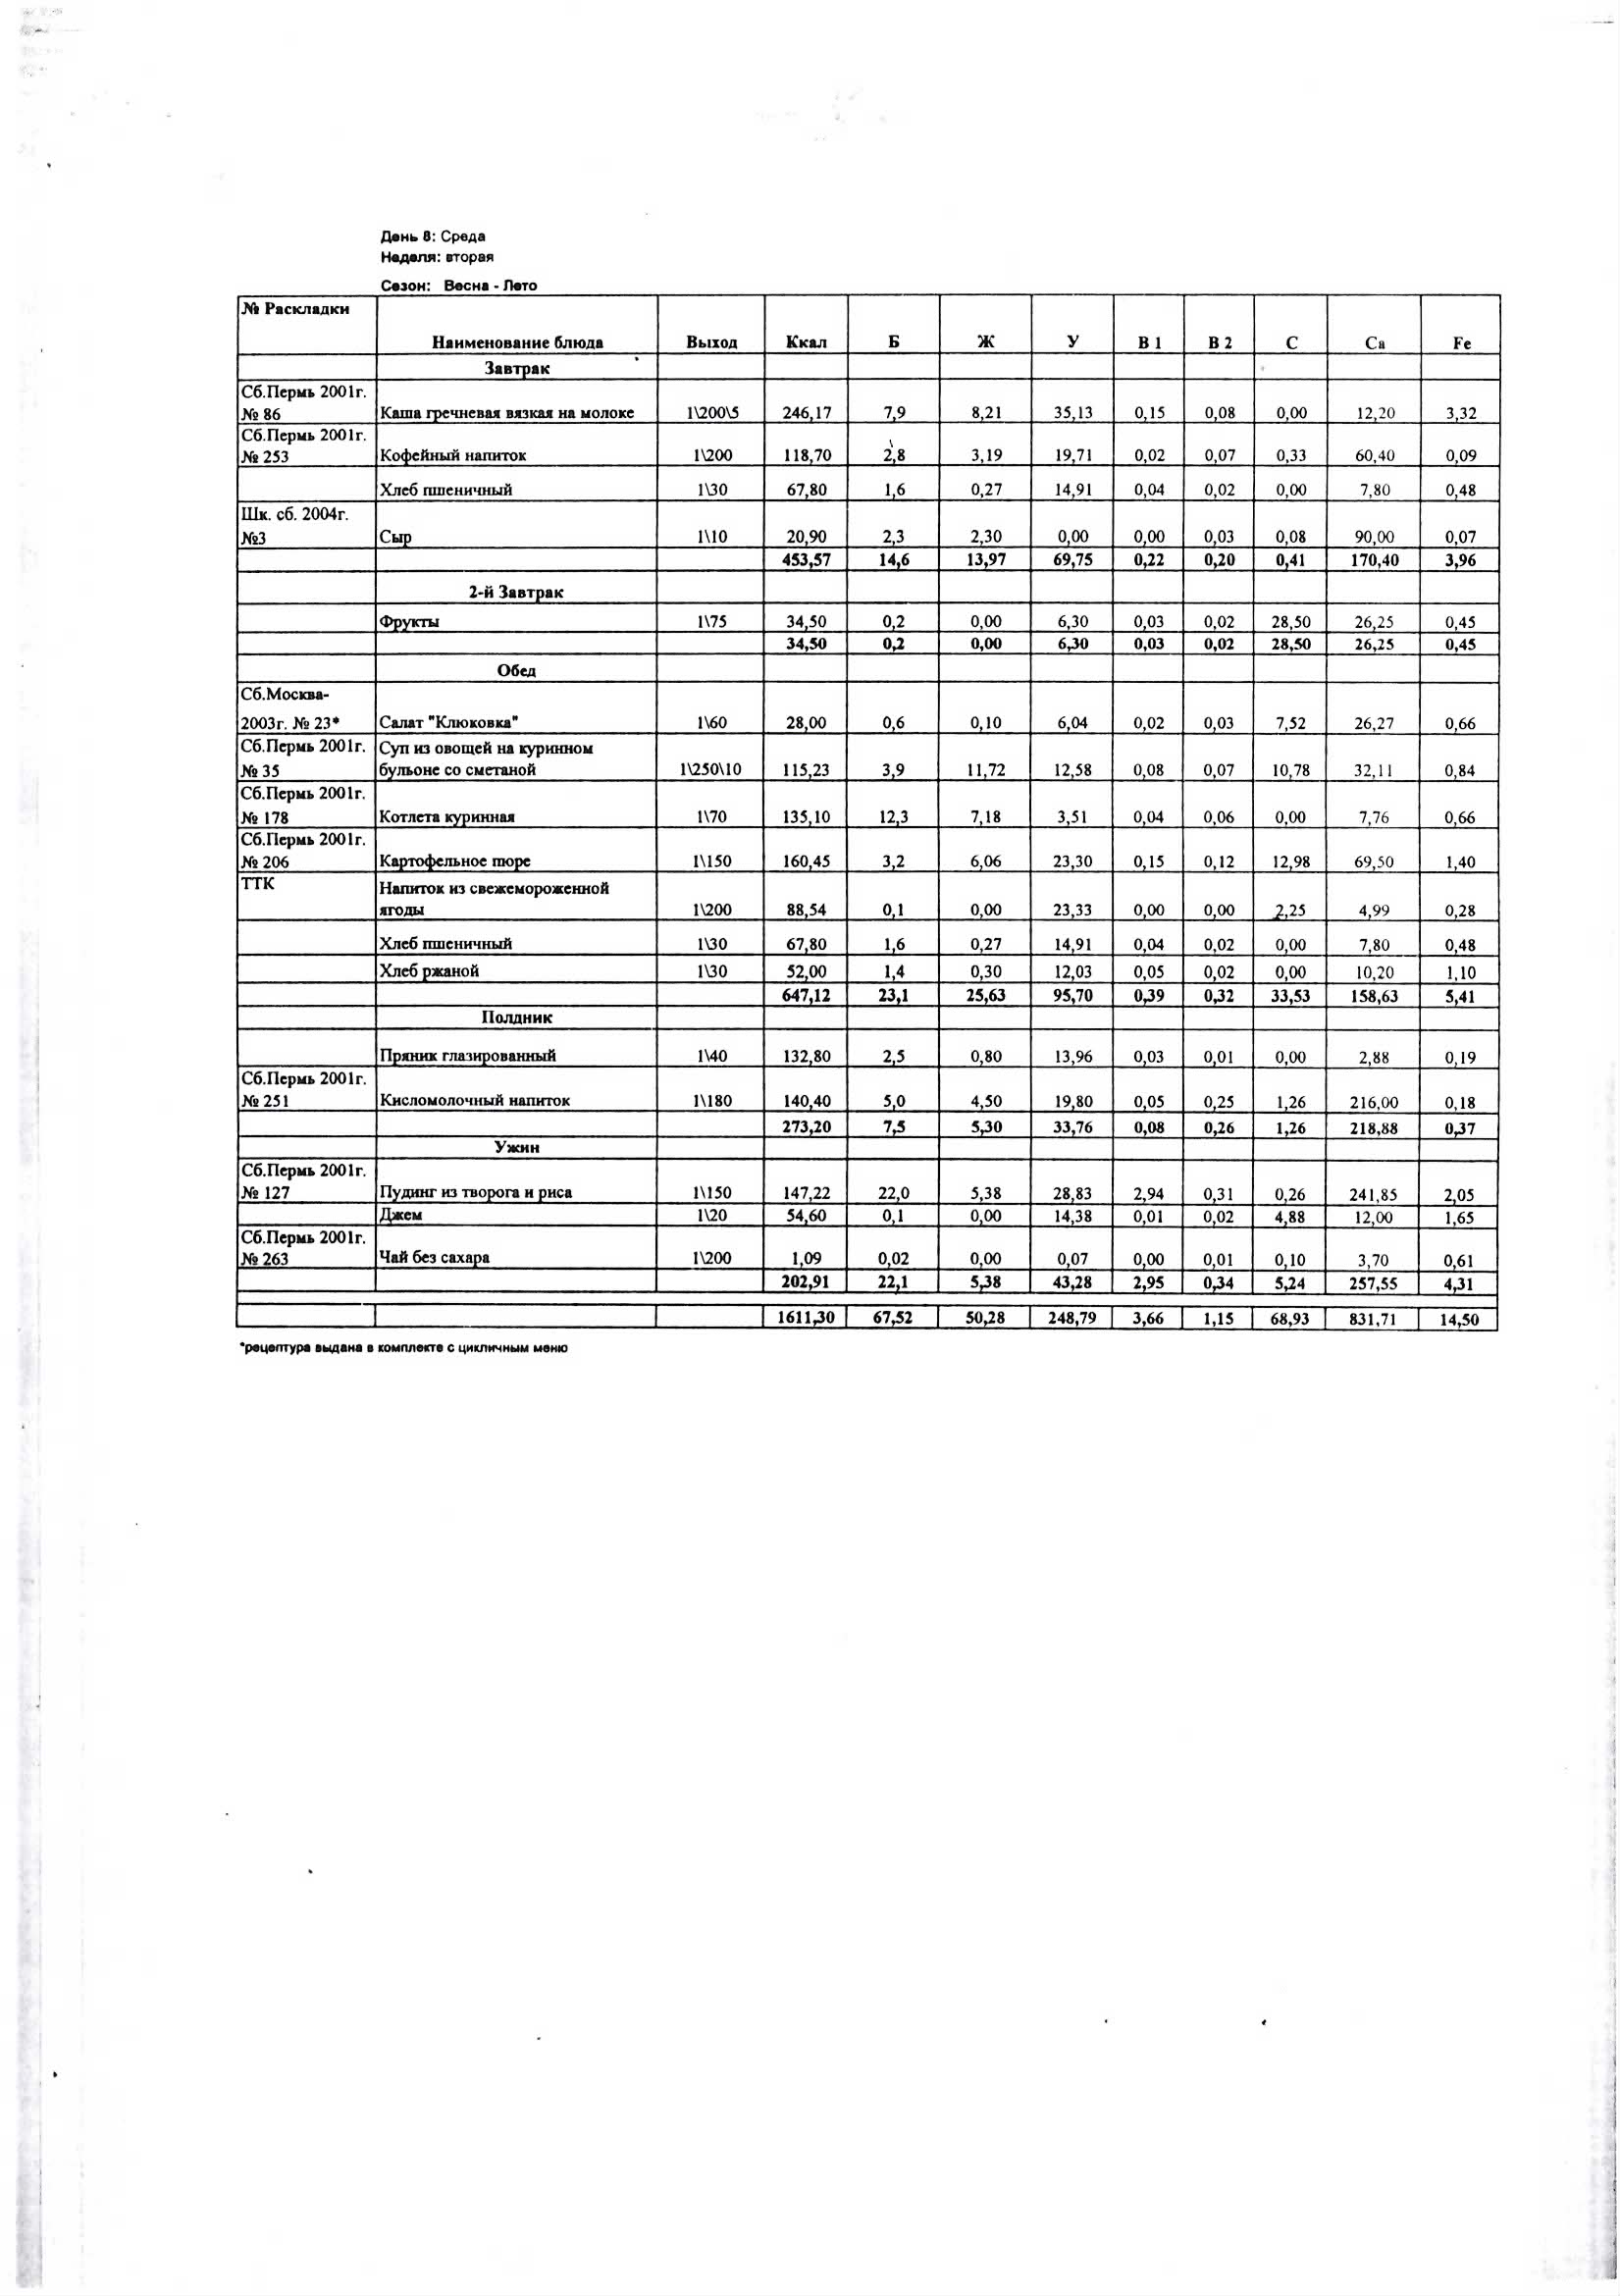 День 8: Среда
Неделя: вторая
Сезон: Весна - Лето
№ Раскладки Наименование блюда Выход Ккал Б Ж У В 1 В 2 С Са Fe
Завтрак
Сб.Пермь 2001г.
№ 86 Каша гречневая вязкая на молоке 1\200\5 246,17 7,9 8,21 35,13 0,15 0,08 0,00 12,20 3,32
Сб.Пермь 2001г.
№ 253 Кофейный напиток 1\200 118,70 2,8 3,19 19,71 0,02 0,07 0,33 60,40 0,09
Хлеб пшеничный 1\30 67,80 1,6 0,27 14,91 0,04 0,02 0,00 7,80 0,48
Шк. сб. 2004г.
№3 Сыр 1\10 20,90 2,3 2,30 0,00 0,00 0,03 0,08 90,00 0,07
453,57 14,6 13,97 69,75 0,22 0,20 0,41 170,40 3,96
2-й Завтрак
Фрукты 1\75 34,50 0,2 0,00 6,30 0,03 0,02 28,50 26,25 0,45
34,50 0,2 0,00 6,30 0,03 0,02 28,50 26,25 0,45
Обед
Сб.Москва-
2003г. № 23* Салат "Клюковка" 1\60 28,00 0,6 0,10 6,04 0,02 0,03 7,52 26,27 0,66
Сб.Пермь 2001г. Суп из овощей на куринном
№ 35 бульоне со сметаной 1\250\10 115,23 3,9 11,72 12,58 0,08 0,07 10,78 32,11 0,84
Сб.Пермь 2001г.
№ 178 Котлета куринная 1\70 135,10 12,3 7,18 3,51 0,04 0,06 0,00 7,76 0,66
Сб.Пермь 2001г.
№ 206 Картофельное пюре 1\150 160,45 3,2 6,06 23,30 0,15 0,12 12,98 69,50 1,40
ТТК Напиток из свежемороженной
ягоды 1\200 88,54 0,1 0,00 23,33 0,00 0,00 2,25 4,99 0,28
Хлеб пшеничный 1\30 67,80 1,6 0,27 14,91 0,04 0,02 0,00 7,80 0,48
Хлеб ржаной 1\30 52,00 1,4 0,30 12,03 0,05 0,02 0,00 10,20 1,10
647,12 23,1 25,63 95,70 0,39 0,32 33,53 158,63 5,41
Полдник
Пряник глазированный 1\40 132,80 2,5 0,80 13,96 0,03 0,01 0,00 2,88 0,19
Сб.Пермь 2001г.
№ 251 Кисломолочный напиток 1\180 140,40 5,0 4,50 19,80 0,05 0,25 1,26 216,00 0,18
273,20 7,5 5,30 33,76 0,08 0,26 1,26 218,88 0,37
Ужин
Сб.Пермь 2001г.
№ 127 Пудинг из творога и риса 1\150 147,22 22,0 5,38 28,83 2,94 0,31 0,26 241,85 2,05
Джем 1\20 54,60 0,1 0,00 14,38 0,01 0,02 4,88 12,00 1,65
Сб.Пермь 2001г.
№ 263 Чай без сахара 1\200 1,09 0,02 0,00 0,07 0,00 0,01 0,10 3,70 0,61
202,91 22,1 5,38 43,28 2,95 0,34 5,24 257,55 4,31
1611,30 67,52 50,28 248,79 3,66 1,15 68,93 831,71 14,50
*рецептура выдана в комплекте с цикличным меню